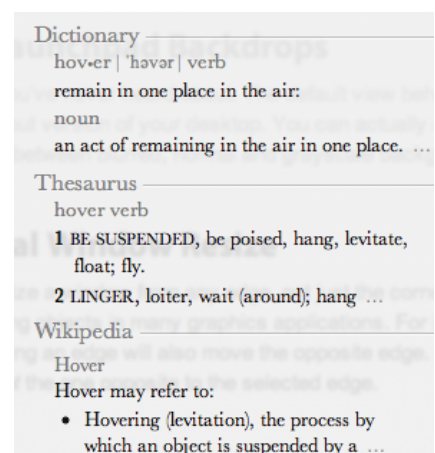 Dictionary
hov•er | ˈhəvər | verb
remain in one place in the air:
noun
an act of remaining in the air in one place. ...
Thesaurus
hover verb
1 BE SUSPENDED, be poised, hang, levitate,
float; fly.
2 LINGER, loiter, wait (around); hang ...
Wikipedia
Hover
Hover may refer to:
• Hovering (levitation), the process by
which an object is suspended by a ...